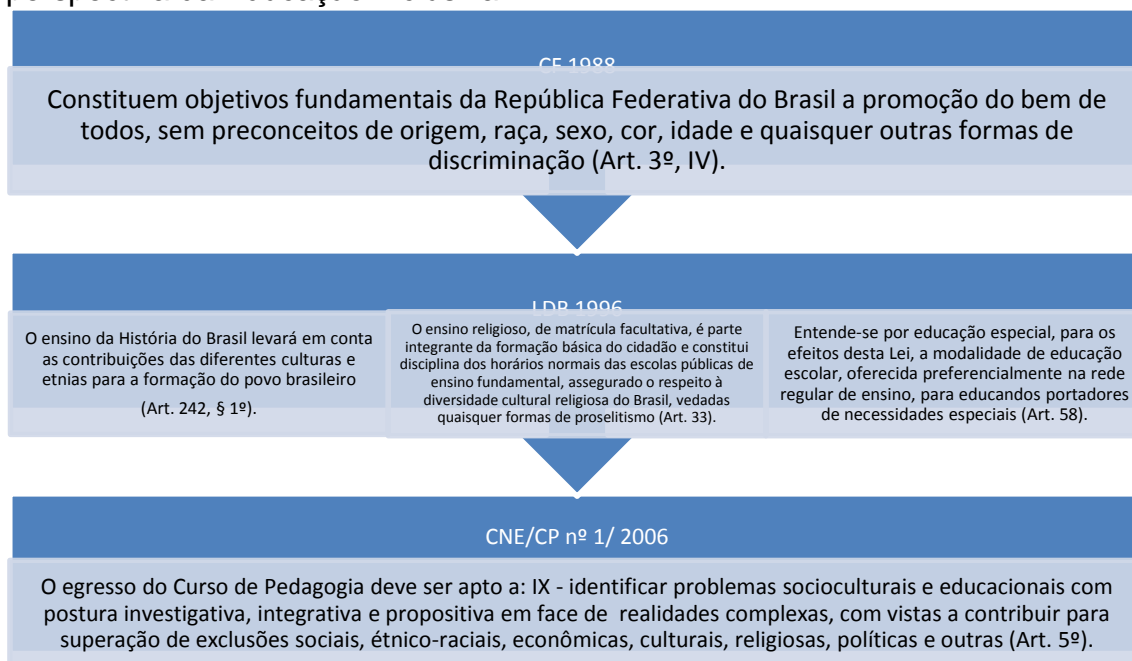 CF 1988
Constituem objetivos fundamentais da República Federativa do Brasil a promoção do bem de
todos, sem preconceitos de origem, raça, sexo, cor, idade e quaisquer outras formas de
discriminação (Art. 3º, IV).
LDB 1996
O ensino da História do Brasil levará em conta
as contribuições das diferentes culturas e
etnias para a formação do povo brasileiro
(Art. 242, § 1º).
O ensino religioso, de matrícula facultativa, é parte
integrante da formação básica do cidadão e constitui
disciplina dos horários normais das escolas públicas de
ensino fundamental, assegurado o respeito à
diversidade cultural religiosa do Brasil, vedadas
quaisquer formas de proselitismo (Art. 33).
Entende-se por educação especial, para os
efeitos desta Lei, a modalidade de educação
escolar, oferecida preferencialmente na rede
regular de ensino, para educandos portadores
de necessidades especiais (Art. 58).
CNE/CP nº 1/ 2006
O egresso do Curso de Pedagogia deve ser apto a: IX - identificar problemas socioculturais e educacionais com
postura investigativa, integrativa e propositiva em face de realidades complexas, com vistas a contribuir para
superação de exclusões sociais, étnico-raciais, econômicas, culturais, religiosas, políticas e outras (Art. 5º).